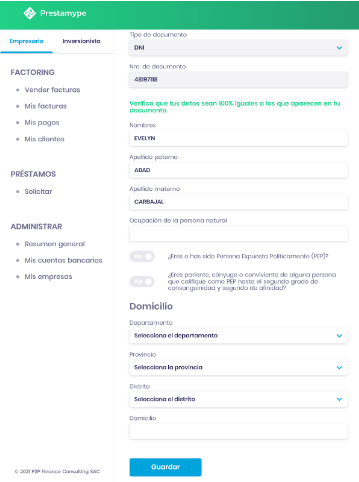 Prestamype
Empresario
Inversionista
FACTORING
Vender facturas
Mis facturas
Mis pagos
Mis clientes
PRÉSTAMOS
Solicitar
ADMINISTRAR
Resumen general
Mis cuentas bancarias
Mis empresas
© 2021 P2P Finance Consulting SAC
Tipo de documento
DNI
Nro. de documento
4819788
Verifica que tus datos sean 100% iguales a los que aparecen en tu
documento.
Nombres
EVELYN
Apellido paterno
ABAD
Apellido materno
CARBAJAL
Ocupación de la persona natural
No
¿Eres o has sido Persona Expuesta Políticamente (PEP)?
No
¿Eres pariente, cónyuge o conviviente de alguna persona
que califique como PEP hasta el segundo grado de
consanguinidad y segundo de afinidad?
Domicilio
Departamento
Selecciona el departamento
Provincia
Selecciona la provincia
Distrito
Selecciona el distrito
Domicilio
Guardar